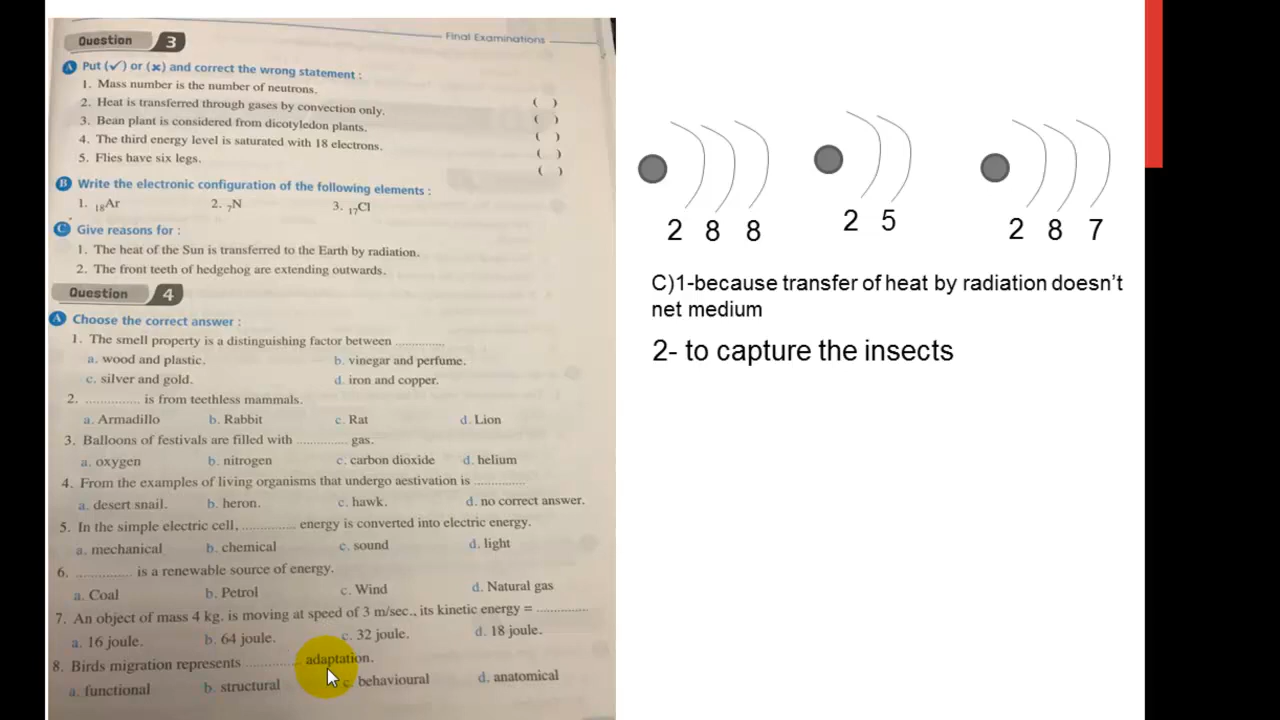 Final Examinations
Question 3
A Put (✓) or (×) and correct the wrong statement :
1. Mass number is the number of neutrons. ( )
2. Heat is transferred through gases by convection only. ( )
3. Bean plant is considered from dicotyledon plants. ( )
4. The third energy level is saturated with 18 electrons. ( )
5. Flies have six legs. ( )
B Write the electronic configuration of the following elements :
1. ₁₈Ar 2. ₇N 3. ₁₇Cl
C Give reasons for :
1. The heat of the Sun is transferred to the Earth by radiation.
2. The front teeth of hedgehog are extending outwards.
Question 4
A Choose the correct answer :
1. The smell property is a distinguishing factor between .............
a. wood and plastic. b. vinegar and perfume.
c. silver and gold. d. iron and copper.
2. ............. is from teethless mammals.
a. Armadillo b. Rabbit c. Rat d. Lion
3. Balloons of festivals are filled with ............. gas.
a. oxygen b. nitrogen c. carbon dioxide d. helium
4. From the examples of living organisms that undergo aestivation is .............
a. desert snail. b. heron. c. hawk. d. no correct answer.
5. In the simple electric cell, ............. energy is converted into electric energy.
a. mechanical b. chemical c. sound d. light
6. ............. is a renewable source of energy.
a. Coal b. Petrol c. Wind d. Natural gas
7. An object of mass 4 kg. is moving at speed of 3 m/sec., its kinetic energy = .............
a. 16 joule. b. 64 joule. c. 32 joule. d. 18 joule.
8. Birds migration represents ............. adaptation.
a. functional b. structural c. behavioural d. anatomical
2 8 8
2 5
2 8 7
C)1-because transfer of heat by radiation doesn't
net medium
2- to capture the insects